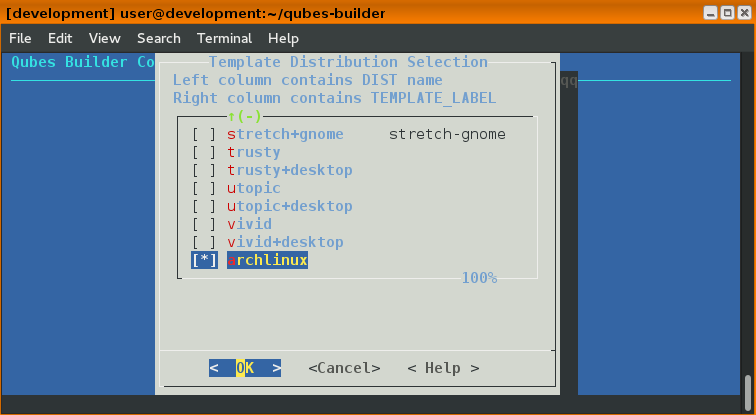 [development] user@development:~/qubes-builder
File Edit View Search Terminal Help
Qubes Builder Co
Template Distribution Selection
Left column contains DIST name
qq
Right column contains TEMPLATE_LABEL
↑(-)
[ ] stretch+gnome stretch-gnome
[ ] trusty
[ ] trusty+desktop
[ ] utopic
[ ] utopic+desktop
[ ] vivid
[ ] vivid+desktop
[*] archlinux
100%
< OK > <Cancel> < Help >